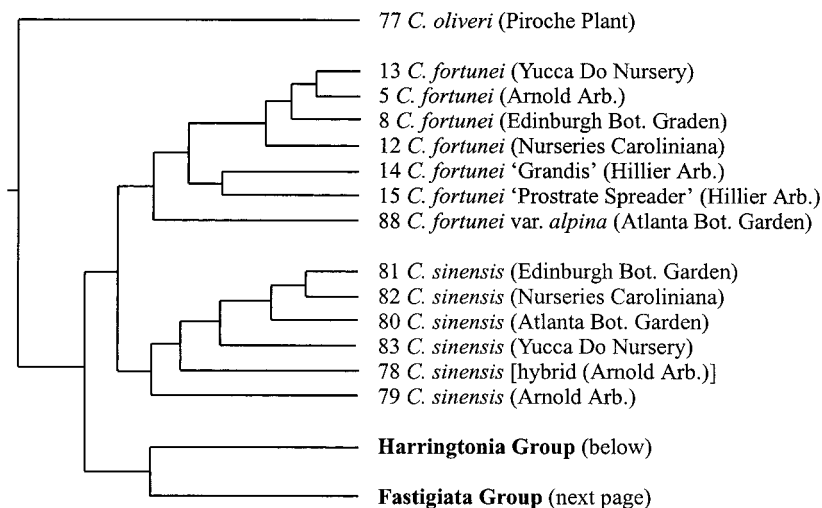 77 C. oliveri (Piroche Plant)
13 C. fortunei (Yucca Do Nursery)
5 C. fortunei (Arnold Arb.)
8 C. fortunei (Edinburgh Bot. Graden)
12 C. fortunei (Nurseries Caroliniana)
14 C. fortunei ‘Grandis’ (Hillier Arb.)
15 C. fortunei ‘Prostrate Spreader’ (Hillier Arb.)
88 C. fortunei var. alpina (Atlanta Bot. Garden)
81 C. sinensis (Edinburgh Bot. Garden)
82 C. sinensis (Nurseries Caroliniana)
80 C. sinensis (Atlanta Bot. Garden)
83 C. sinensis (Yucca Do Nursery)
78 C. sinensis [hybrid (Arnold Arb.)]
79 C. sinensis (Arnold Arb.)
Harringtonia Group (below)
Fastigiata Group (next page)